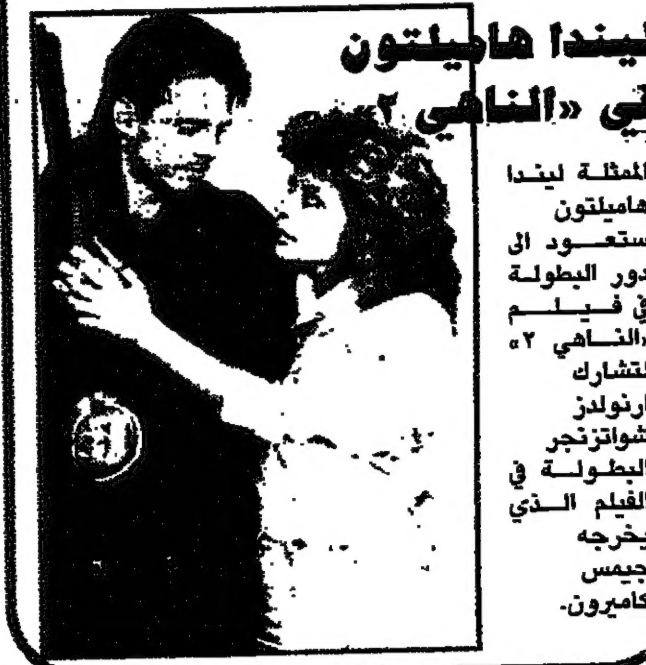 ليندا هاميلتون
في «الناهي ٢»
الممثلة ليندا
هاميلتون
ستعود الى
دور البطولة
في فيلم
«الناهي ٢»
لتشارك
ارنولدز
شواتزنجر
البطولة في
الفيلم الذي
يخرجه
جيمس
كاميرون.